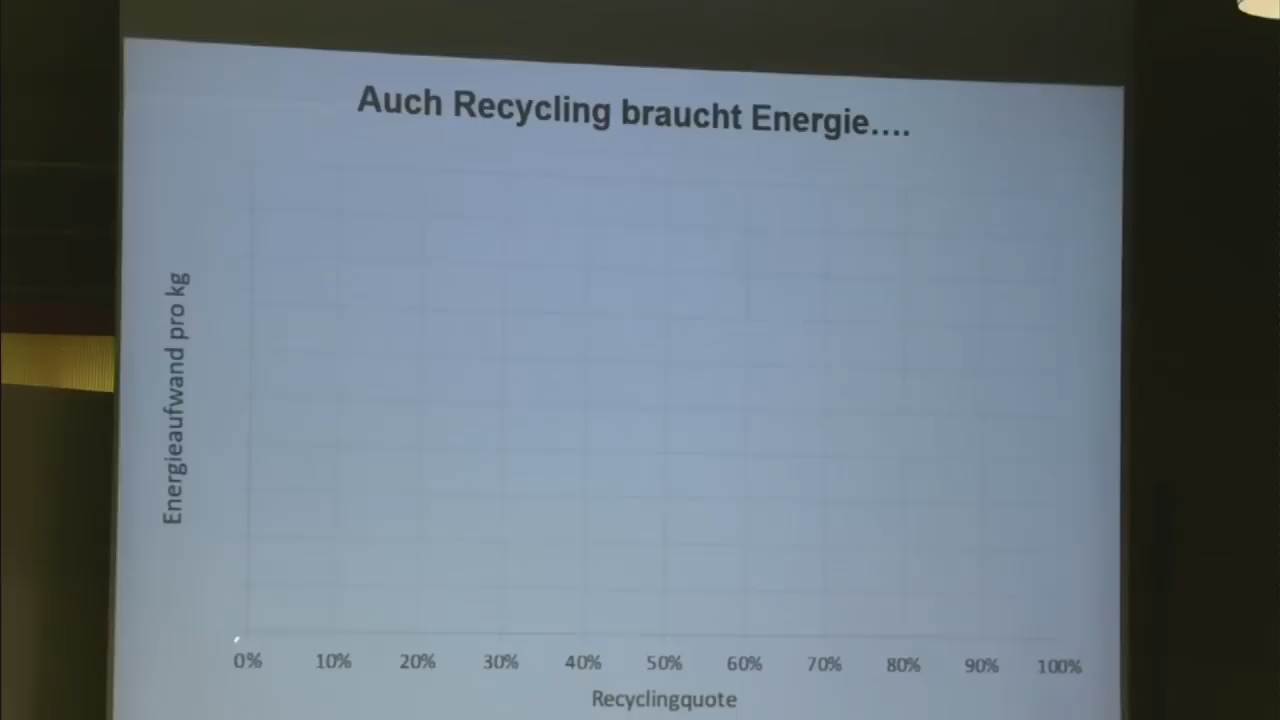 Auch Recycling braucht Energie....
Energieaufwand pro kg
0% 10% 20% 30% 40% 50% 60% 70% 80% 90% 100%
Recyclingquote